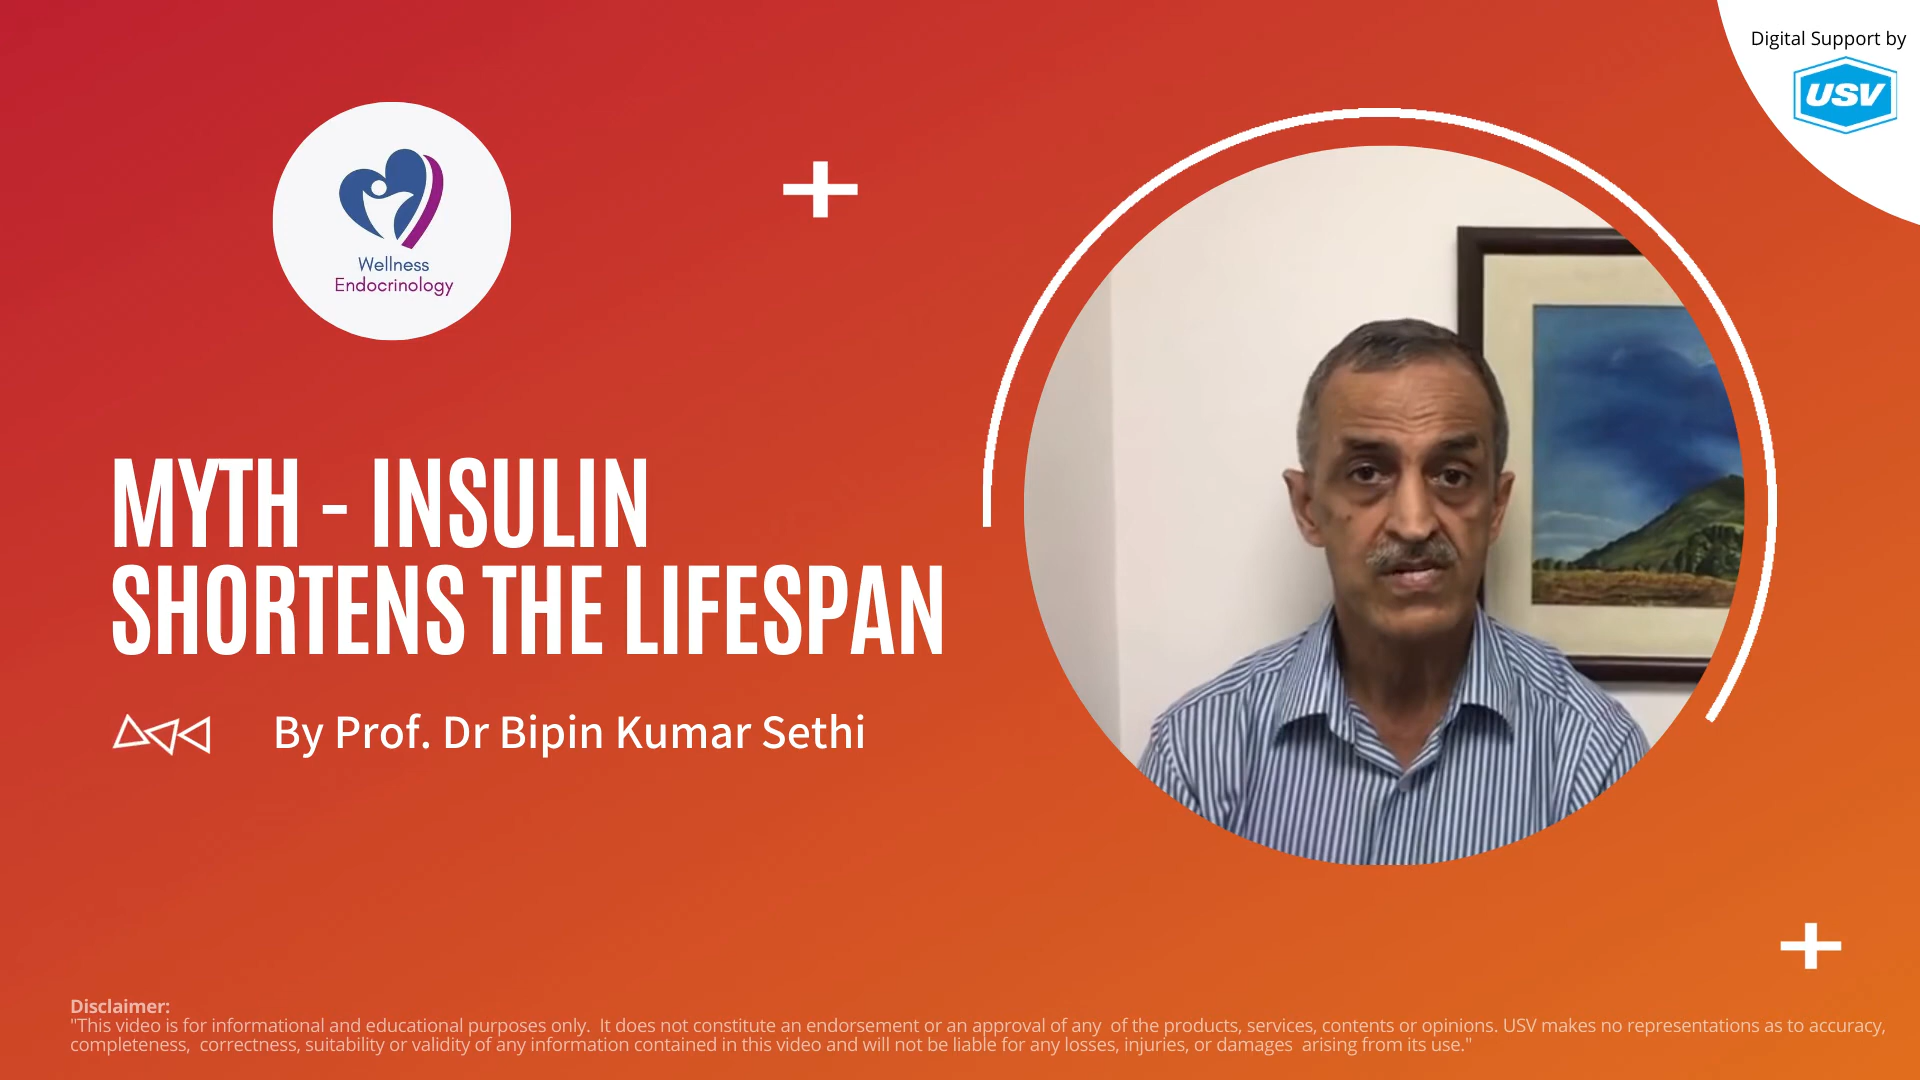 Digital Support by
USV
Wellness
Endocrinology
MYTH - INSULIN
SHORTENS THE LIFESPAN
By Prof. Dr Bipin Kumar Sethi
Disclaimer:
"This video is for informational and educational purposes only.  It does not constitute an endorsement or an approval of any  of the products, services, contents or opinions. USV makes no representations as to accuracy,
completeness,  correctness, suitability or validity of any information contained in this video and will not be liable for any losses, injuries, or damages  arising from its use."